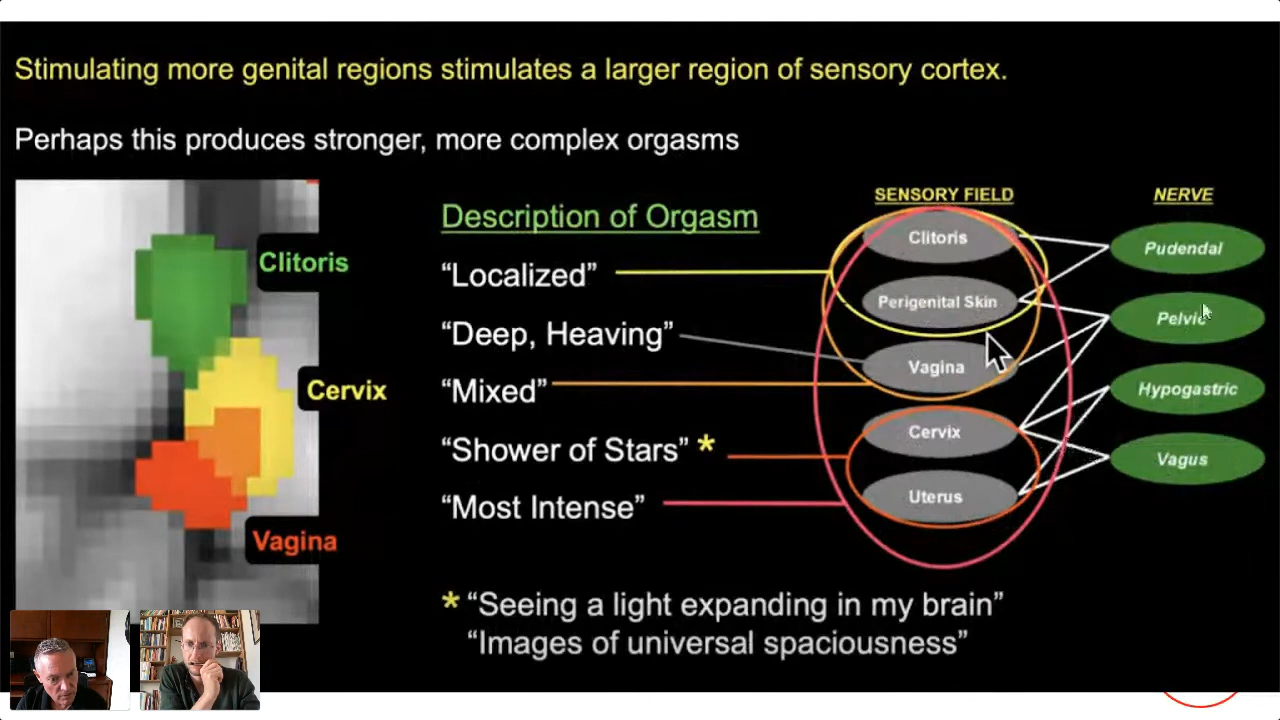 Stimulating more genital regions stimulates a larger region of sensory cortex.
Perhaps this produces stronger, more complex orgasms
Clitoris
Cervix
Vagina
Description of Orgasm
“Localized”
“Deep, Heaving”
“Mixed”
“Shower of Stars” *
“Most Intense”
SENSORY FIELD
Clitoris
Perigenital Skin
Vagina
Cervix
Uterus
NERVE
Pudendal
Pelvic
Hypogastric
Vagus
* “Seeing a light expanding in my brain”
“Images of universal spaciousness”